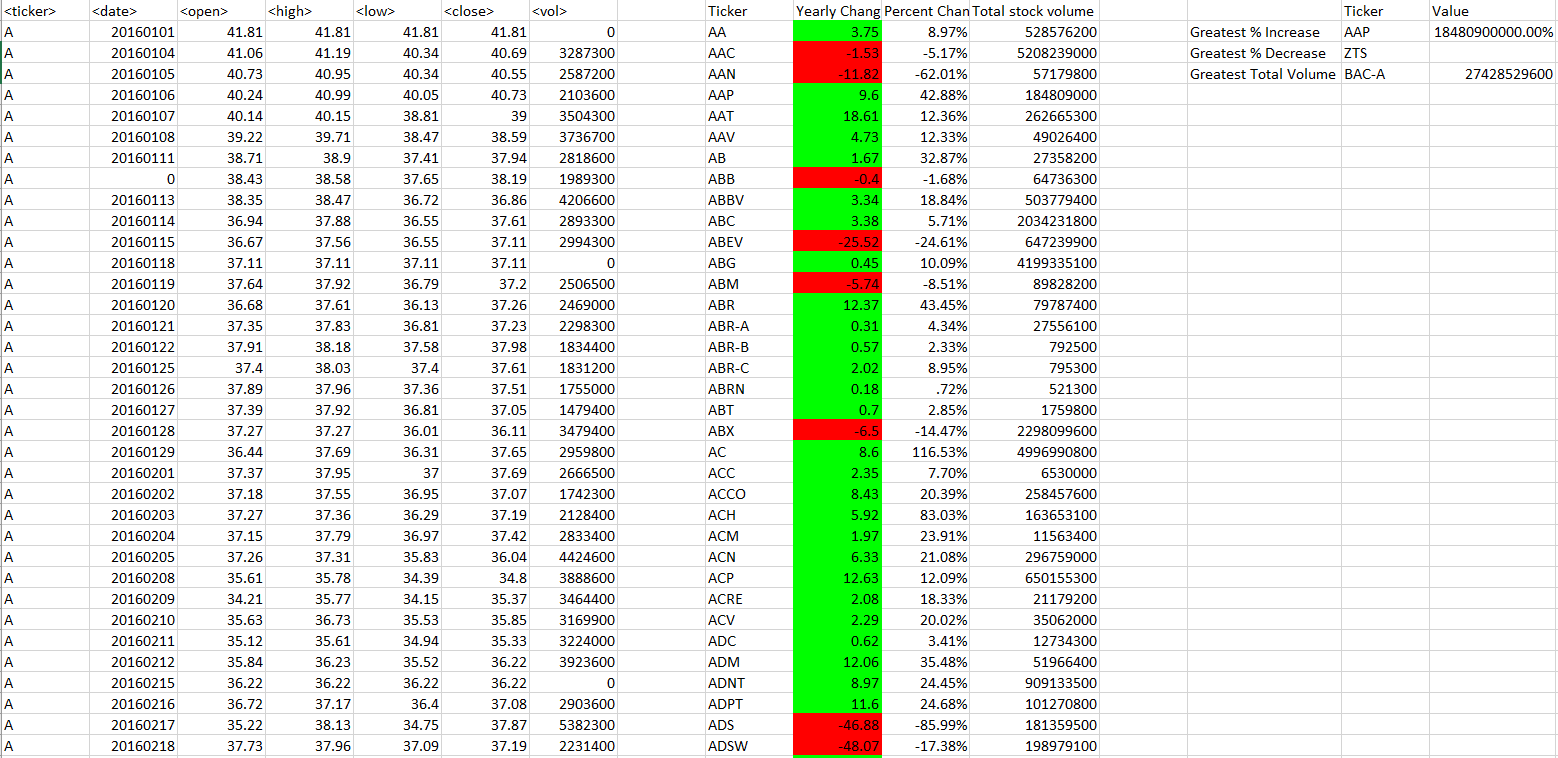 <ticker> <date> <open> <high> <low> <close> <vol> Ticker Yearly Chang Percent Chan Total stock volume Ticker Value
A 20160101 41.81 41.81 41.81 41.81 0 AA 3.75 8.97% 528576200 Greatest % Increase AAP 18480900000.00%
A 20160104 41.06 41.19 40.34 40.69 3287300 AAC -1.53 -5.17% 5208239000 Greatest % Decrease ZTS
A 20160105 40.73 40.95 40.34 40.55 2587200 AAN -11.82 -62.01% 57179800 Greatest Total Volume BAC-A 27428529600
A 20160106 40.24 40.99 40.05 40.73 2103600 AAP 9.6 42.88% 184809000
A 20160107 40.14 40.15 38.81 39 3504300 AAT 18.61 12.36% 262665300
A 20160108 39.22 39.71 38.47 38.59 3736700 AAV 4.73 12.33% 49026400
A 20160111 38.71 38.9 37.41 37.94 2818600 AB 1.67 32.87% 27358200
A 0 38.43 38.58 37.65 38.19 1989300 ABB -0.4 -1.68% 64736300
A 20160113 38.35 38.47 36.72 36.86 4206600 ABBV 3.34 18.84% 503779400
A 20160114 36.94 37.88 36.55 37.61 2893300 ABC 3.38 5.71% 2034231800
A 20160115 36.67 37.56 36.55 37.11 2994300 ABEV -25.52 -24.61% 647239900
A 20160118 37.11 37.11 37.11 37.11 0 ABG 0.45 10.09% 4199335100
A 20160119 37.64 37.92 36.79 37.2 2506500 ABM -5.74 -8.51% 89828200
A 20160120 36.68 37.61 36.13 37.26 2469000 ABR 12.37 43.45% 79787400
A 20160121 37.35 37.83 36.81 37.23 2298300 ABR-A 0.31 4.34% 27556100
A 20160122 37.91 38.18 37.58 37.98 1834400 ABR-B 0.57 2.33% 792500
A 20160125 37.4 38.03 37.4 37.61 1831200 ABR-C 2.02 8.95% 795300
A 20160126 37.89 37.96 37.36 37.51 1755000 ABRN 0.18 .72% 521300
A 20160127 37.39 37.92 36.81 37.05 1479400 ABT 0.7 2.85% 1759800
A 20160128 37.27 37.27 36.01 36.11 3479400 ABX -6.5 -14.47% 2298099600
A 20160129 36.44 37.69 36.31 37.65 2959800 AC 8.6 116.53% 4996990800
A 20160201 37.37 37.95 37 37.69 2666500 ACC 2.35 7.70% 6530000
A 20160202 37.18 37.55 36.95 37.07 1742300 ACCO 8.43 20.39% 258457600
A 20160203 37.27 37.36 36.29 37.19 2128400 ACH 5.92 83.03% 163653100
A 20160204 37.15 37.79 36.97 37.42 2833400 ACM 1.97 23.91% 11563400
A 20160205 37.26 37.31 35.83 36.04 4424600 ACN 6.33 21.08% 296759000
A 20160208 35.61 35.78 34.39 34.8 3888600 ACP 12.63 12.09% 650155300
A 20160209 34.21 35.77 34.15 35.37 3464400 ACRE 2.08 18.33% 21179200
A 20160210 35.63 36.73 35.53 35.85 3169900 ACV 2.29 20.02% 35062000
A 20160211 35.12 35.61 34.94 35.33 3224000 ADC 0.62 3.41% 12734300
A 20160212 35.84 36.23 35.52 36.22 3923600 ADM 12.06 35.48% 51966400
A 20160215 36.22 36.22 36.22 36.22 0 ADNT 8.97 24.45% 909133500
A 20160216 36.72 37.17 36.4 37.08 2903600 ADPT 11.6 24.68% 101270800
A 20160217 35.22 38.13 34.75 37.87 5382300 ADS -46.88 -85.99% 181359500
A 20160218 37.73 37.96 37.09 37.19 2231400 ADSW -48.07 -17.38% 198979100